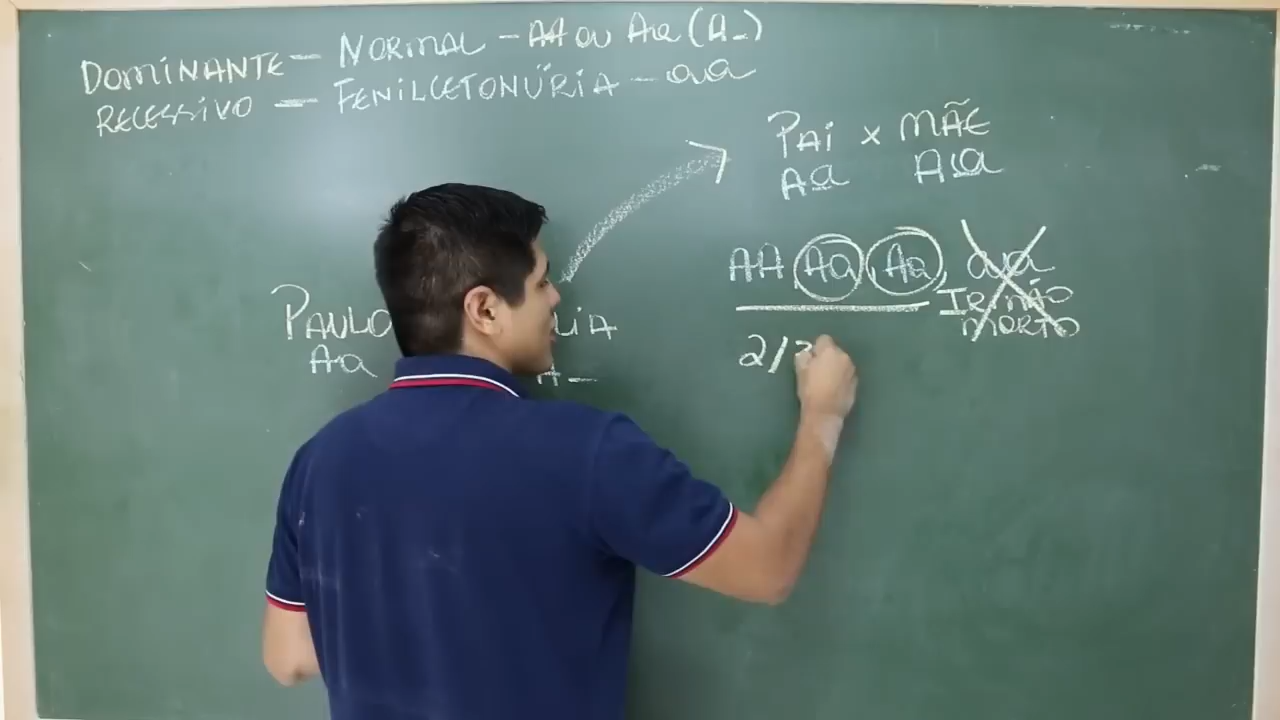 DOMINANTE – NORMAL – AA OU Aa (A_)
RECESSIVO – FENILCETONÚRIA – aa
PAI x MÃE
Aa Aa
AA Aa Aa aa
IRMÃO
MORTO
2/3
PAULO
Aa A_